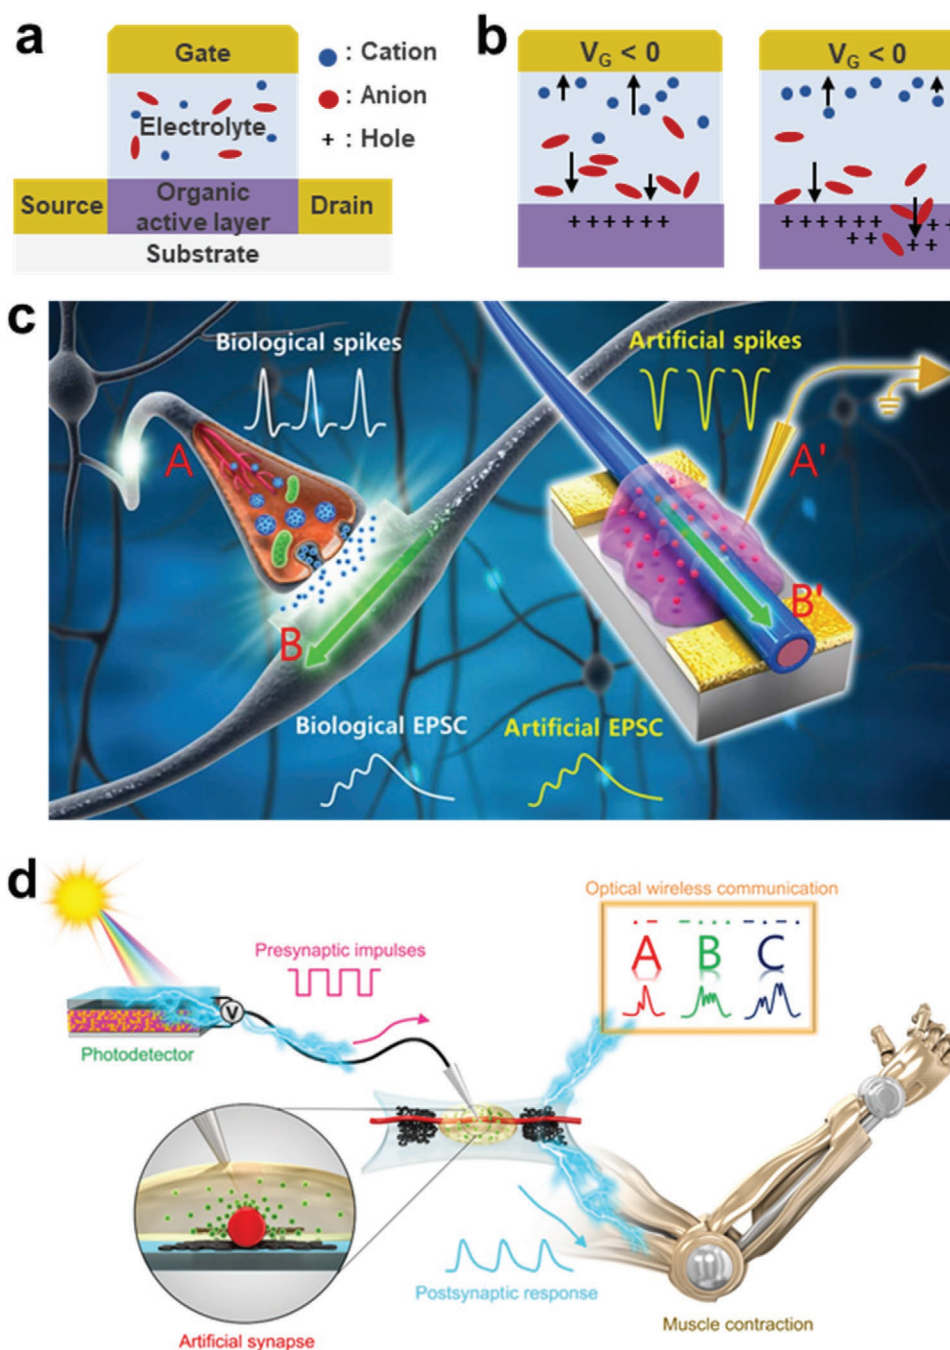 a
Gate
Electrolyte
Source
Organic
active layer
Drain
Substrate
: Cation
: Anion
+ : Hole
b
V_G < 0
V_G < 0
+ + + + + +
+ + + + + +
+ +
+ +
+ +
c
Biological spikes
Artificial spikes
A
A'
B
B'
Biological EPSC
Artificial EPSC
d
Optical wireless communication
A B C
Presynaptic impulses
V
Photodetector
Postsynaptic response
Artificial synapse
Muscle contraction